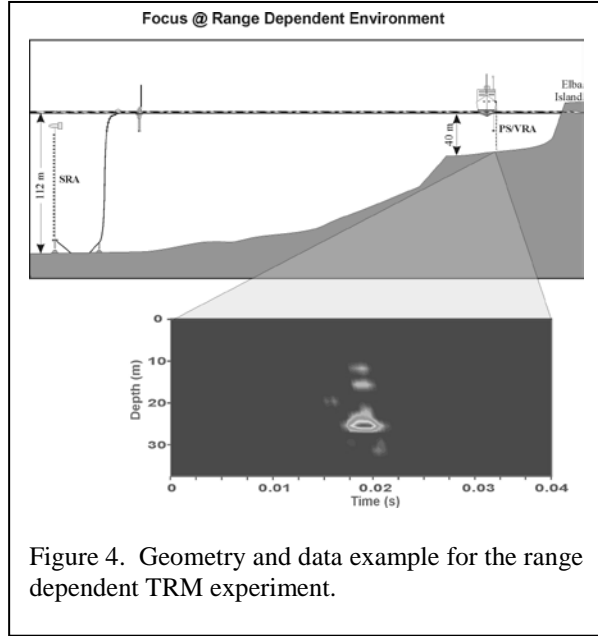 Focus @ Range Dependent Environment
Elba
Island
PS/VRA
40 m
SRA
112 m
0
10
20
30
Depth (m)
0
0.01
0.02
0.03
0.04
Time (s)
Figure 4. Geometry and data example for the range
dependent TRM experiment.